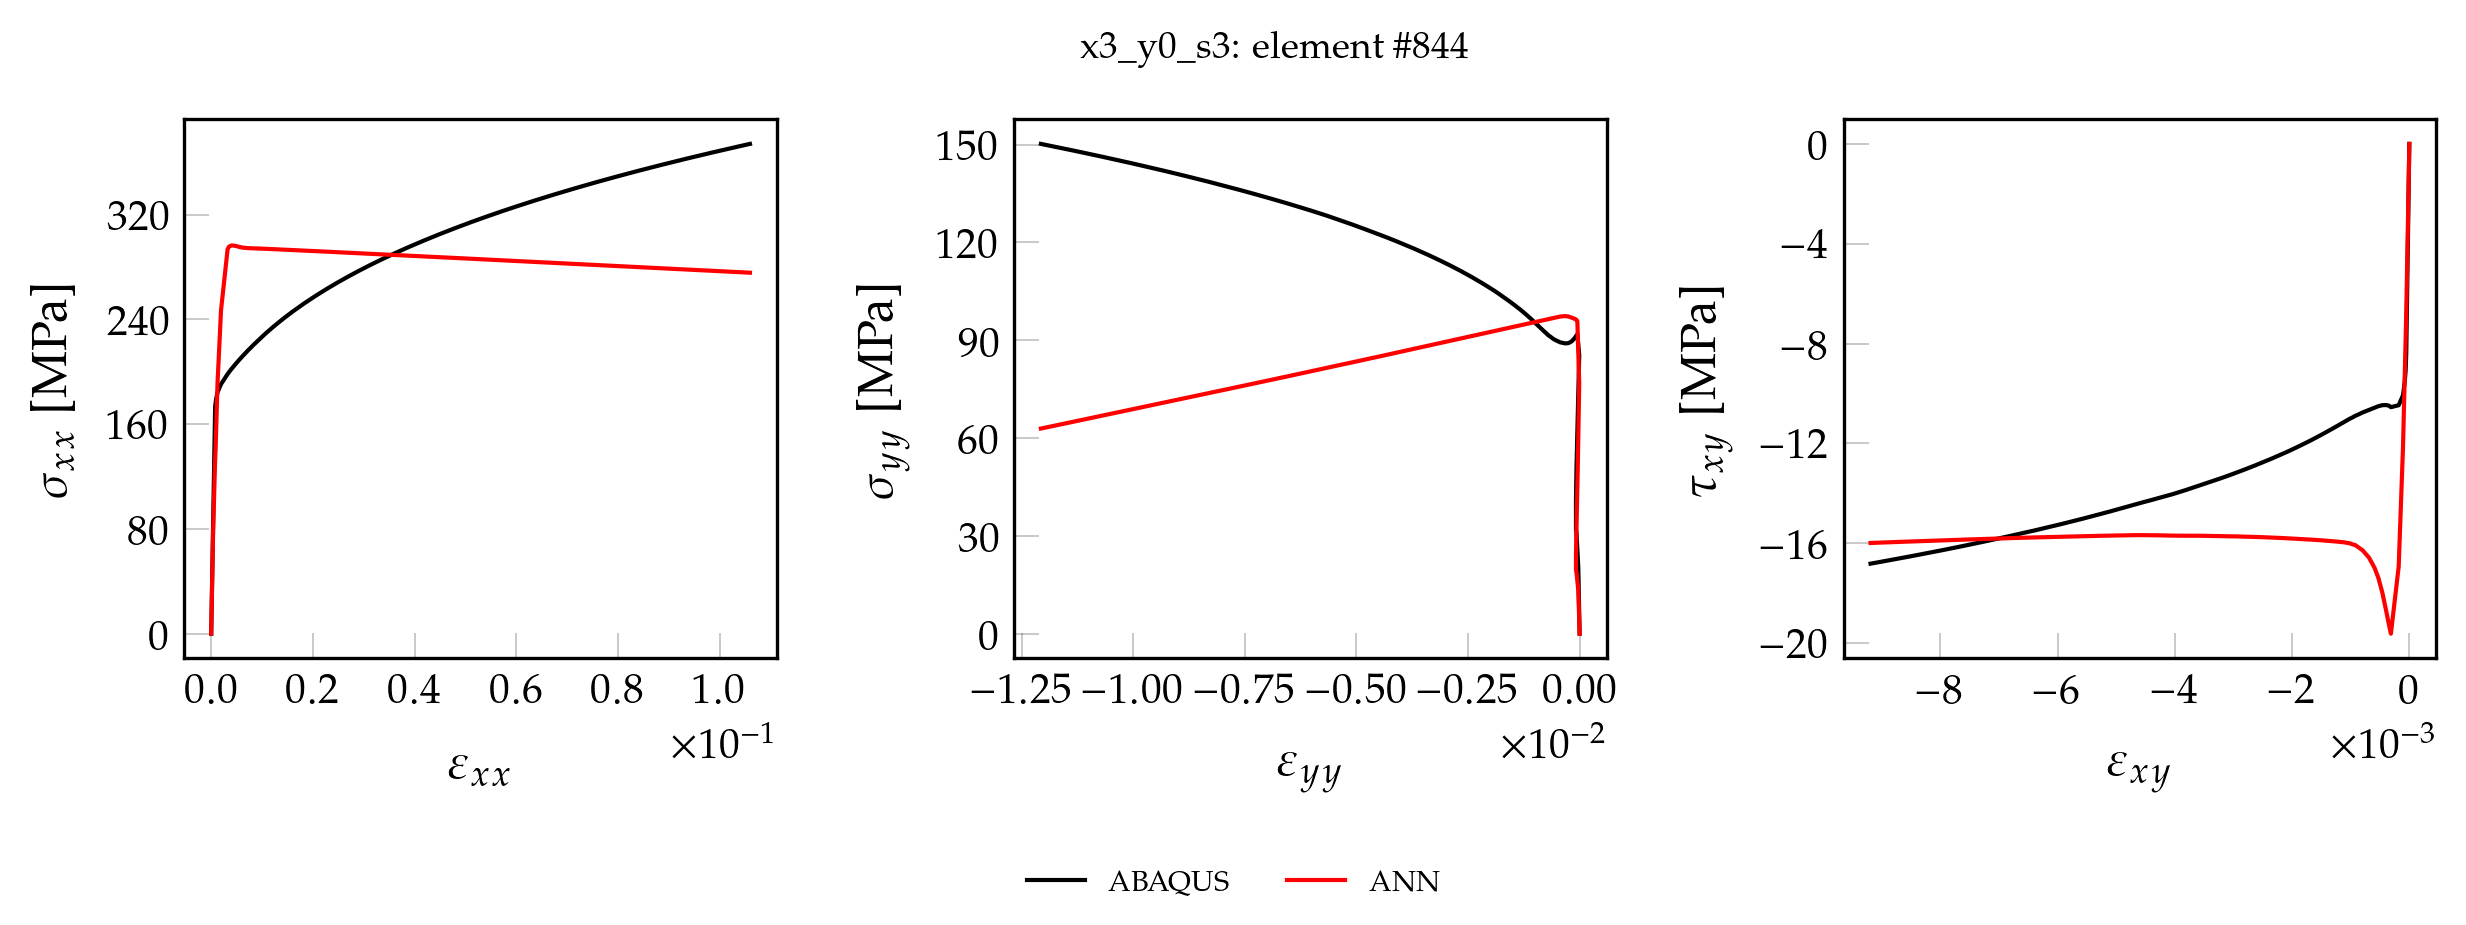 x3_y0_s3: element #844
σxx [MPa]
320
240
160
80
0
0.0 0.2 0.4 0.6 0.8 1.0
×10⁻¹
εxx
σyy [MPa]
150
120
90
60
30
0
−1.25 −1.00 −0.75 −0.50 −0.25 0.00
×10⁻²
εyy
τxy [MPa]
0
−4
−8
−12
−16
−20
−8 −6 −4 −2 0
×10⁻³
εxy
ABAQUS ANN